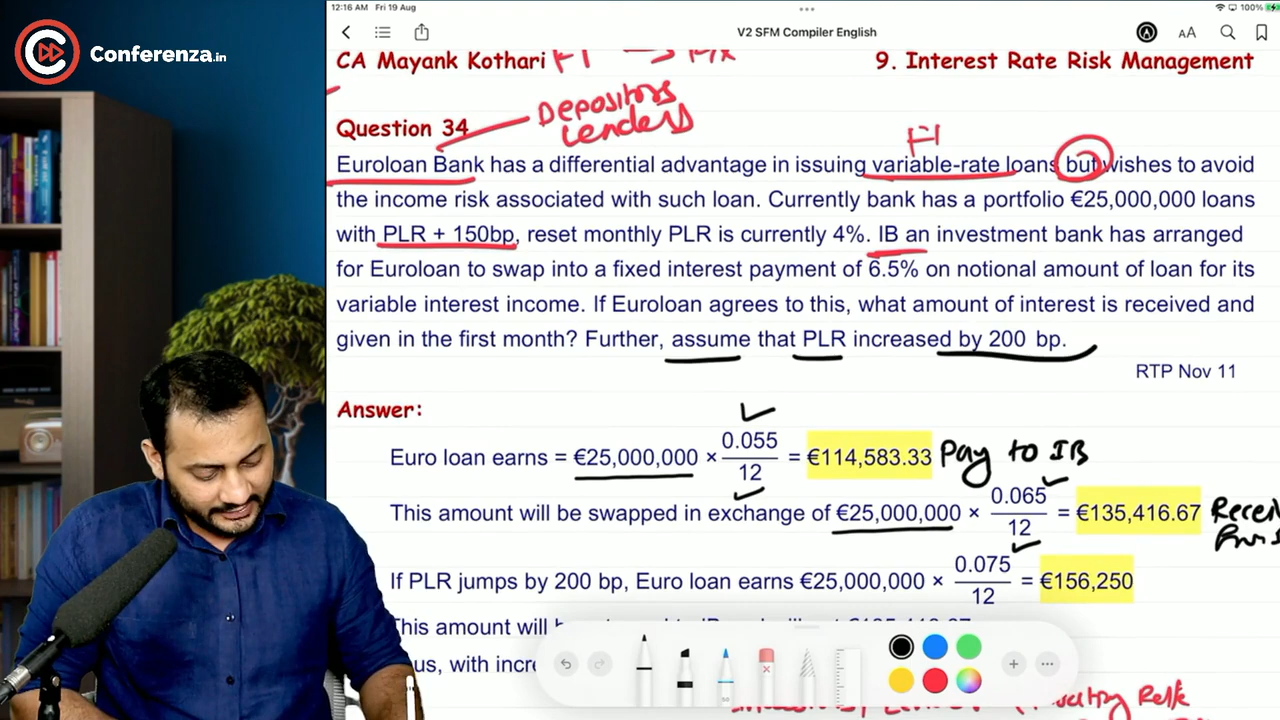 12:16 AM Fri 19 Aug
100%
V2 SFM Compiler English
AA
Conferenza.in
CA Mayank Kothari
9. Interest Rate Risk Management
Depositors
Lenders
Question 34
Euroloan Bank has a differential advantage in issuing variable-rate loans but wishes to avoid
the income risk associated with such loan. Currently bank has a portfolio €25,000,000 loans
with PLR + 150bp, reset monthly PLR is currently 4%. IB an investment bank has arranged
for Euroloan to swap into a fixed interest payment of 6.5% on notional amount of loan for its
variable interest income. If Euroloan agrees to this, what amount of interest is received and
given in the first month? Further, assume that PLR increased by 200 bp.
RTP Nov 11
Answer:
Euro loan earns = €25,000,000 × 0.055/12 = €114,583.33 Pay to IB
This amount will be swapped in exchange of €25,000,000 × 0.065/12 = €135,416.67
If PLR jumps by 200 bp, Euro loan earns €25,000,000 × 0.075/12 = €156,250
This amount will
with